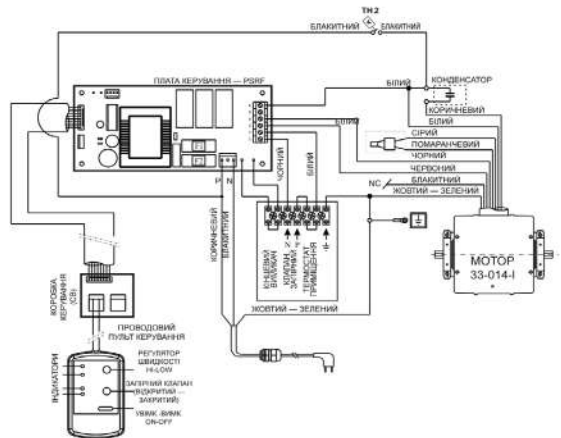 TH2
БЛАКИТНИЙ
БЛАКИТНИЙ
ПЛАТА КЕРУВАННЯ — PSRF
БІЛИЙ
КОНДЕНСАТОР
КОРИЧНЕВИЙ
БІЛИЙ
БІЛИЙ
СІРИЙ
ПОМАРАНЧЕВИЙ
ЧОРНИЙ
ЧЕРВОНИЙ
NC
БЛАКИТНИЙ
ЖОВТИЙ — ЗЕЛЕНИЙ
P N
ЧОРНИЙ
БІЛИЙ
КОРИЧНЕВИЙ
БЛАКИТНИЙ
N
КІНЦЕВИЙ
ВИМИКАЧ
КЛАПАН
ЗАПІРНИЙ
ТЕРМОСТАТ
ПРИМІЩЕННЯ
МОТОР
33-014-I
КОРОБКА
КЕРУВАННЯ
(CB)
ЖОВТИЙ — ЗЕЛЕНИЙ
ПРОВОДОВИЙ
ПУЛЬТ КЕРУВАННЯ
ІНДИКАТОРИ
РЕГУЛЯТОР
ШВИДКОСТІ
HI-LOW
ЗАПІРНИЙ КЛАПАН
(ВІДКРИТИЙ —
ЗАКРИТИЙ)
УВІМК -ВИМК
ON-OFF